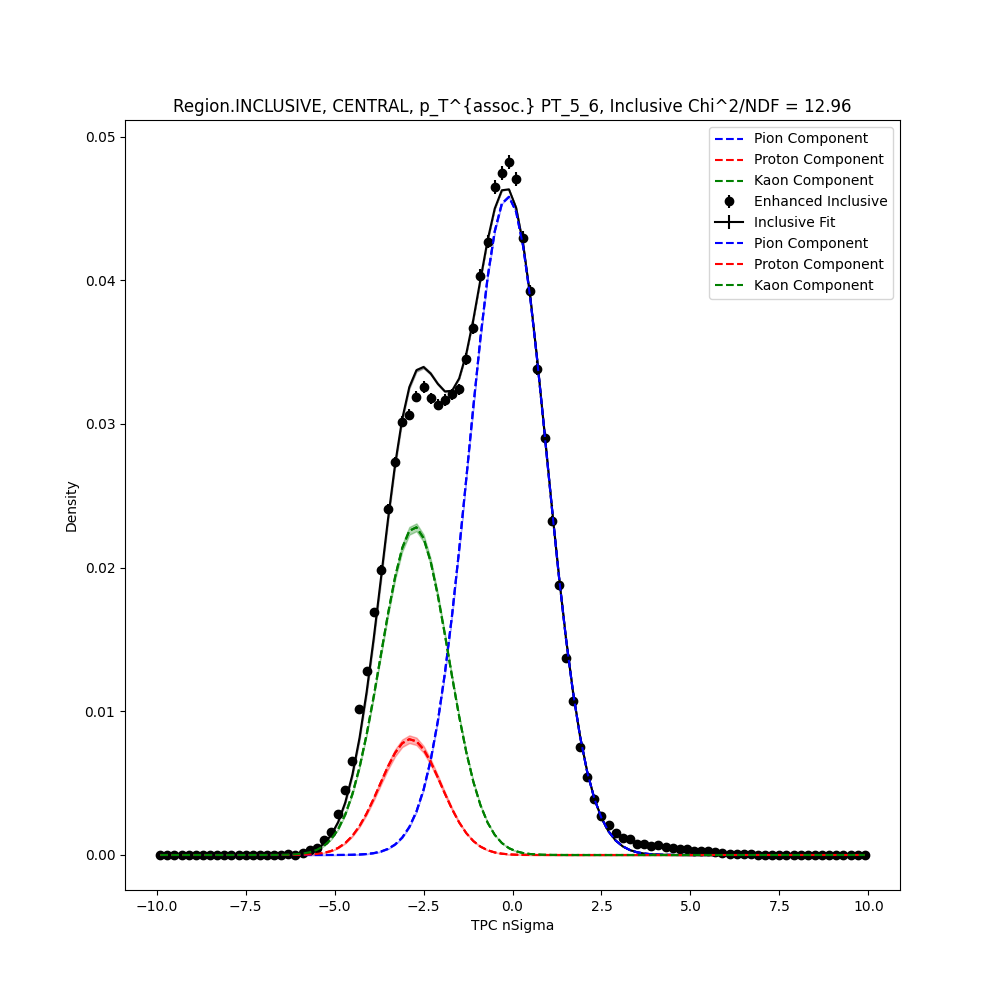 Region.INCLUSIVE, CENTRAL, p_T^{assoc.} PT_5_6, Inclusive Chi^2/NDF = 12.96
Pion Component
Proton Component
Kaon Component
Enhanced Inclusive
Inclusive Fit
Pion Component
Proton Component
Kaon Component
0.05
0.04
0.03
0.02
0.01
0.00
Density
−10.0 −7.5 −5.0 −2.5 0.0 2.5 5.0 7.5 10.0
TPC nSigma